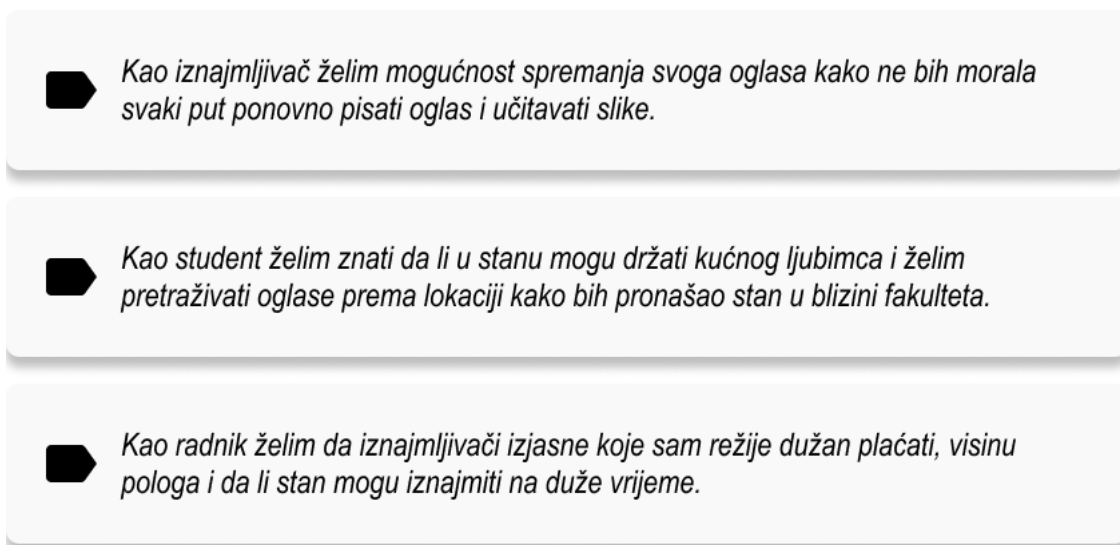 Kao iznajmljivač želim mogućnost spremanja svoga oglasa kako ne bih morala
svaki put ponovno pisati oglas i učitavati slike.
Kao student želim znati da li u stanu mogu držati kućnog ljubimca i želim
pretraživati oglase prema lokaciji kako bih pronašao stan u blizini fakulteta.
Kao radnik želim da iznajmljivači izjasne koje sam režije dužan plaćati, visinu
pologa i da li stan mogu iznajmiti na duže vrijeme.